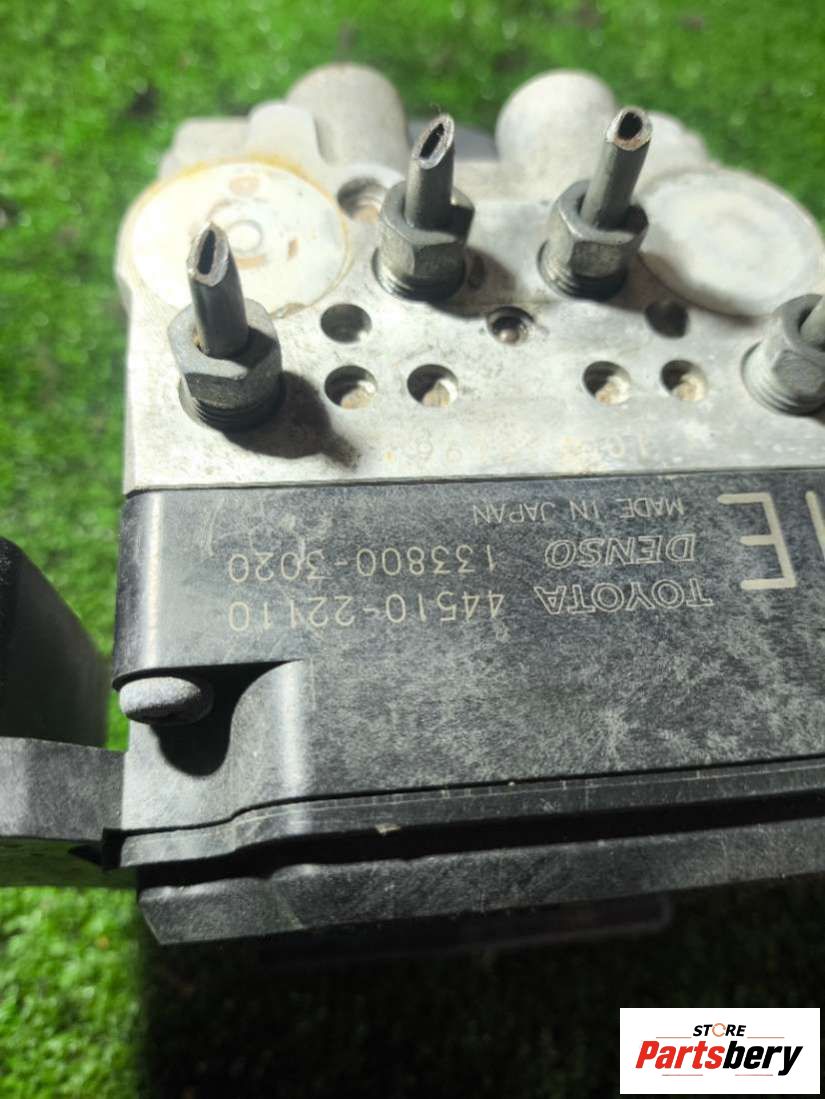 TOYOTA 44510-22110
DENSO 133800-3020
MADE IN JAPAN
STORE
Partsbery